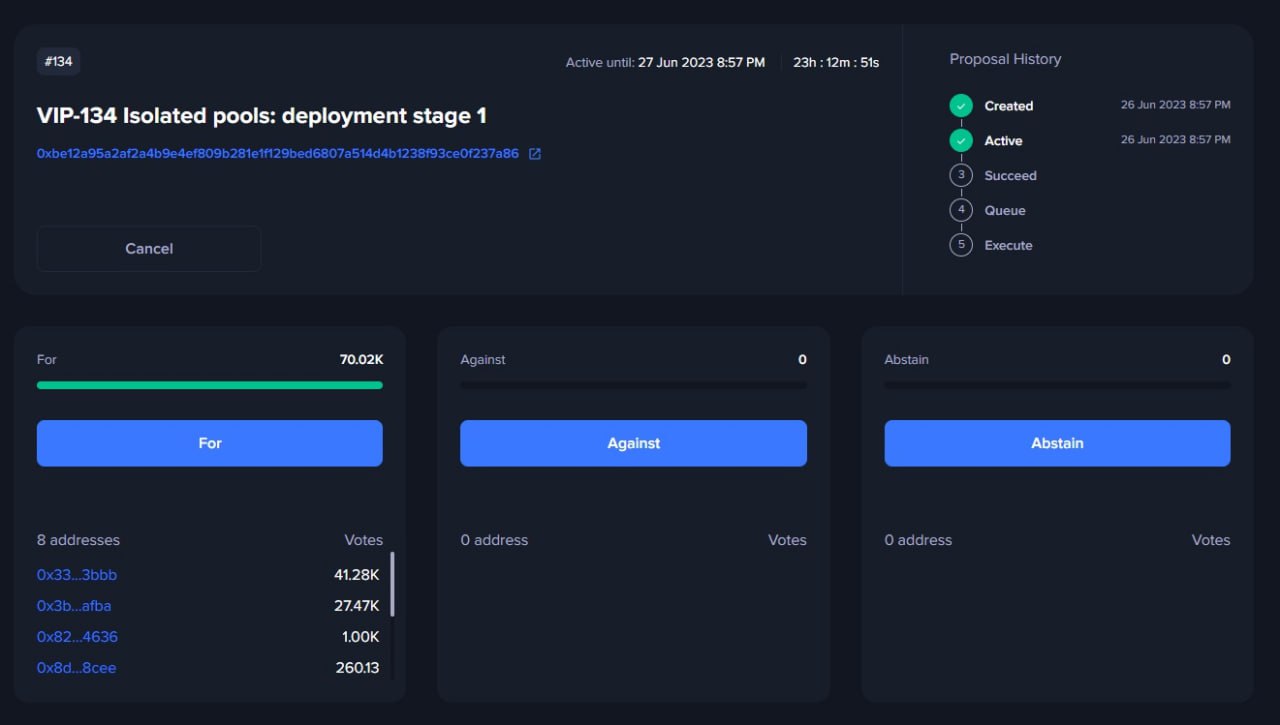 #134
Active until: 27 Jun 2023 8:57 PM 23h : 12m : 51s
VIP-134 Isolated pools: deployment stage 1
0xbe12a95a2af2a4b9e4ef809b281e1f129bed6807a514d4b1238f93ce0f237a86
Cancel
Proposal History
Created 26 Jun 2023 8:57 PM
Active 26 Jun 2023 8:57 PM
3 Succeed
4 Queue
5 Execute
For 70.02K
For
8 addresses Votes
0x33...3bbb 41.28K
0x3b...afba 27.47K
0x82...4636 1.00K
0x8d...8cee 260.13
Against 0
Against
0 address Votes
Abstain 0
Abstain
0 address Votes